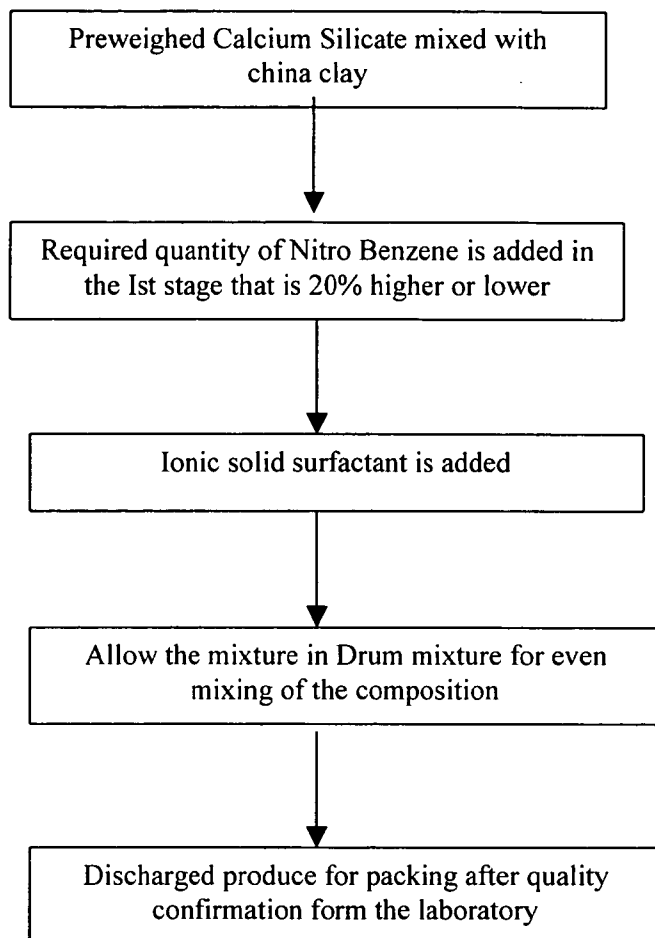 Preweighed Calcium Silicate mixed with
china clay
Required quantity of Nitro Benzene is added in
the Ist stage that is 20% higher or lower
Ionic solid surfactant is added
Allow the mixture in Drum mixture for even
mixing of the composition
Discharged produce for packing after quality
confirmation form the laboratory